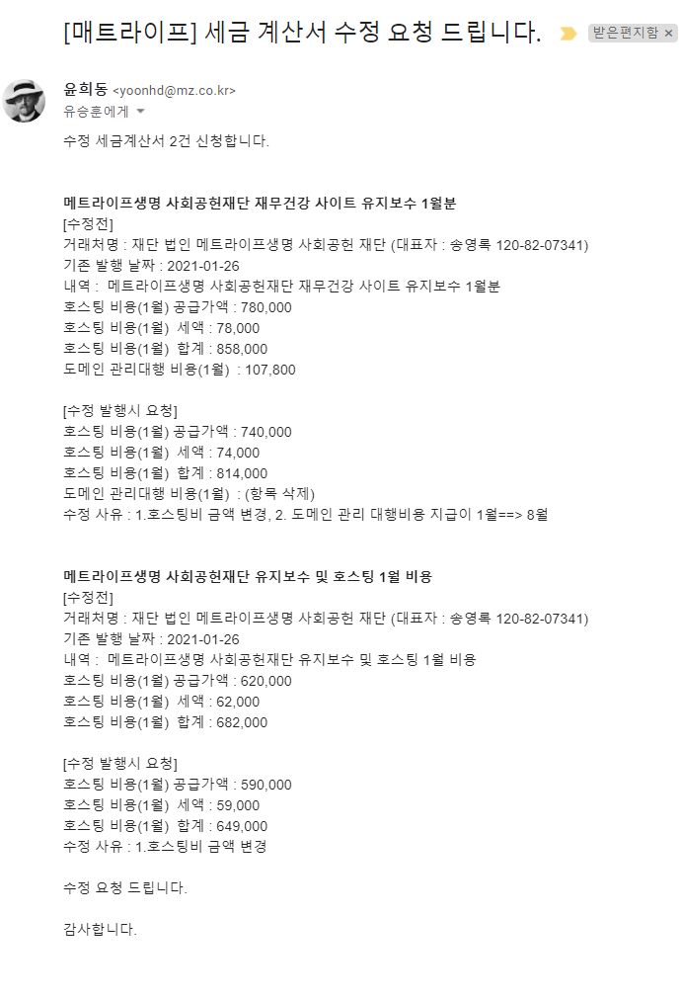 [매트라이프] 세금 계산서 수정 요청 드립니다.
받은편지함 ×
윤희동 <yoonhd@mz.co.kr>
유승훈에게
수정 세금계산서 2건 신청합니다.
메트라이프생명 사회공헌재단 재무건강 사이트 유지보수 1월분
[수정전]
거래처명 : 재단 법인 메트라이프생명 사회공헌 재단 (대표자 : 송영록 120-82-07341)
기존 발행 날짜 : 2021-01-26
내역 :  메트라이프생명 사회공헌재단 재무건강 사이트 유지보수 1월분
호스팅 비용(1월) 공급가액 : 780,000
호스팅 비용(1월)  세액 : 78,000
호스팅 비용(1월)  합계 : 858,000
도메인 관리대행 비용(1월)  : 107,800
[수정 발행시 요청]
호스팅 비용(1월) 공급가액 : 740,000
호스팅 비용(1월)  세액 : 74,000
호스팅 비용(1월)  합계 : 814,000
도메인 관리대행 비용(1월)  : (항목 삭제)
수정 사유 : 1.호스팅비 금액 변경, 2. 도메인 관리 대행비용 지급이 1월==> 8월
메트라이프생명 사회공헌재단 유지보수 및 호스팅 1월 비용
[수정전]
거래처명 : 재단 법인 메트라이프생명 사회공헌 재단 (대표자 : 송영록 120-82-07341)
기존 발행 날짜 : 2021-01-26
내역 :  메트라이프생명 사회공헌재단 유지보수 및 호스팅 1월 비용
호스팅 비용(1월) 공급가액 : 620,000
호스팅 비용(1월)  세액 : 62,000
호스팅 비용(1월)  합계 : 682,000
[수정 발행시 요청]
호스팅 비용(1월) 공급가액 : 590,000
호스팅 비용(1월)  세액 : 59,000
호스팅 비용(1월)  합계 : 649,000
수정 사유 : 1.호스팅비 금액 변경
수정 요청 드립니다.
감사합니다.